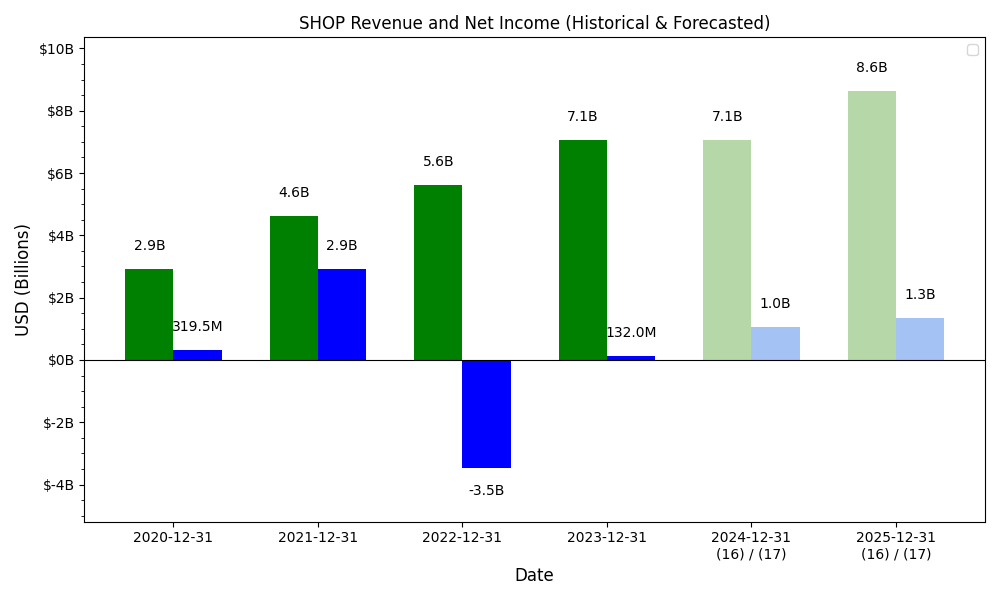 SHOP Revenue and Net Income (Historical & Forecasted)
USD (Billions)
$10B
$8B
$6B
$4B
$2B
$0B
$-2B
$-4B
2.9B
319.5M
4.6B
2.9B
5.6B
-3.5B
7.1B
132.0M
7.1B
1.0B
8.6B
1.3B
2020-12-31
2021-12-31
2022-12-31
2023-12-31
2024-12-31
(16) / (17)
2025-12-31
(16) / (17)
Date